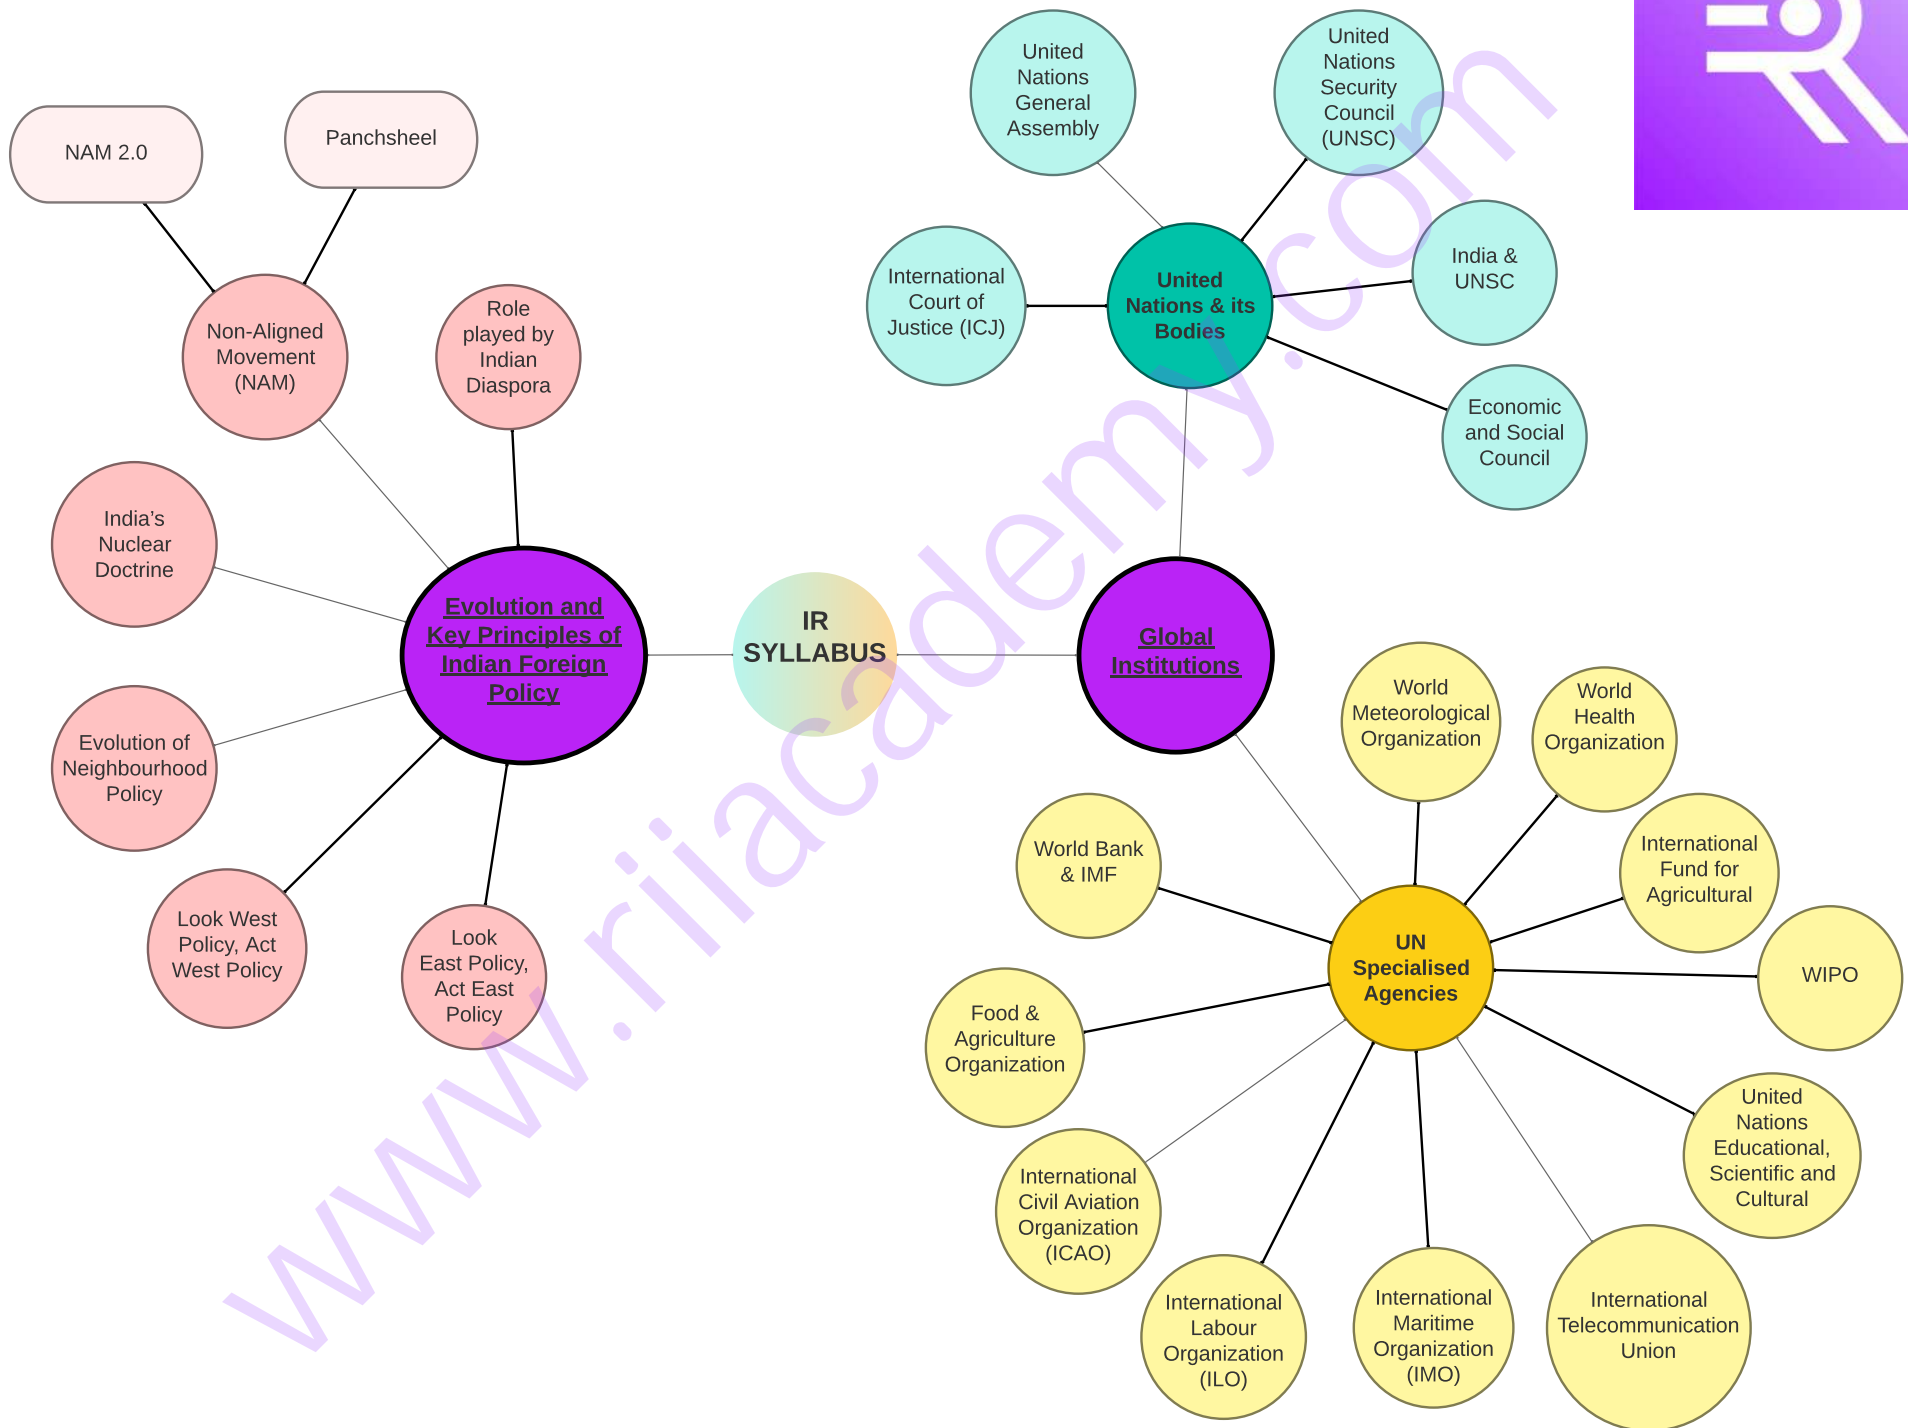 NAM 2.0
Panchsheel
Non-Aligned
Movement
(NAM)
Role
played by
Indian
Diaspora
India's
Nuclear
Doctrine
Evolution of
Neighbourhood
Policy
Look West
Policy, Act
West Policy
Look
East Policy,
Act East
Policy
Evolution and
Key Principles of
Indian Foreign
Policy
IR
SYLLABUS
Global
Institutions
United
Nations
General
Assembly
United
Nations
Security
Council
(UNSC)
International
Court of
Justice (ICJ)
United
Nations & its
Bodies
India &
UNSC
Economic
and Social
Council
World
Meteorological
Organization
World
Health
Organization
World Bank
& IMF
International
Fund for
Agricultural
UN
Specialised
Agencies
WIPO
Food &
Agriculture
Organization
United
Nations
Educational,
Scientific and
Cultural
International
Civil Aviation
Organization
(ICAO)
International
Labour
Organization
(ILO)
International
Maritime
Organization
(IMO)
International
Telecommunication
Union
www.riiacademy.com